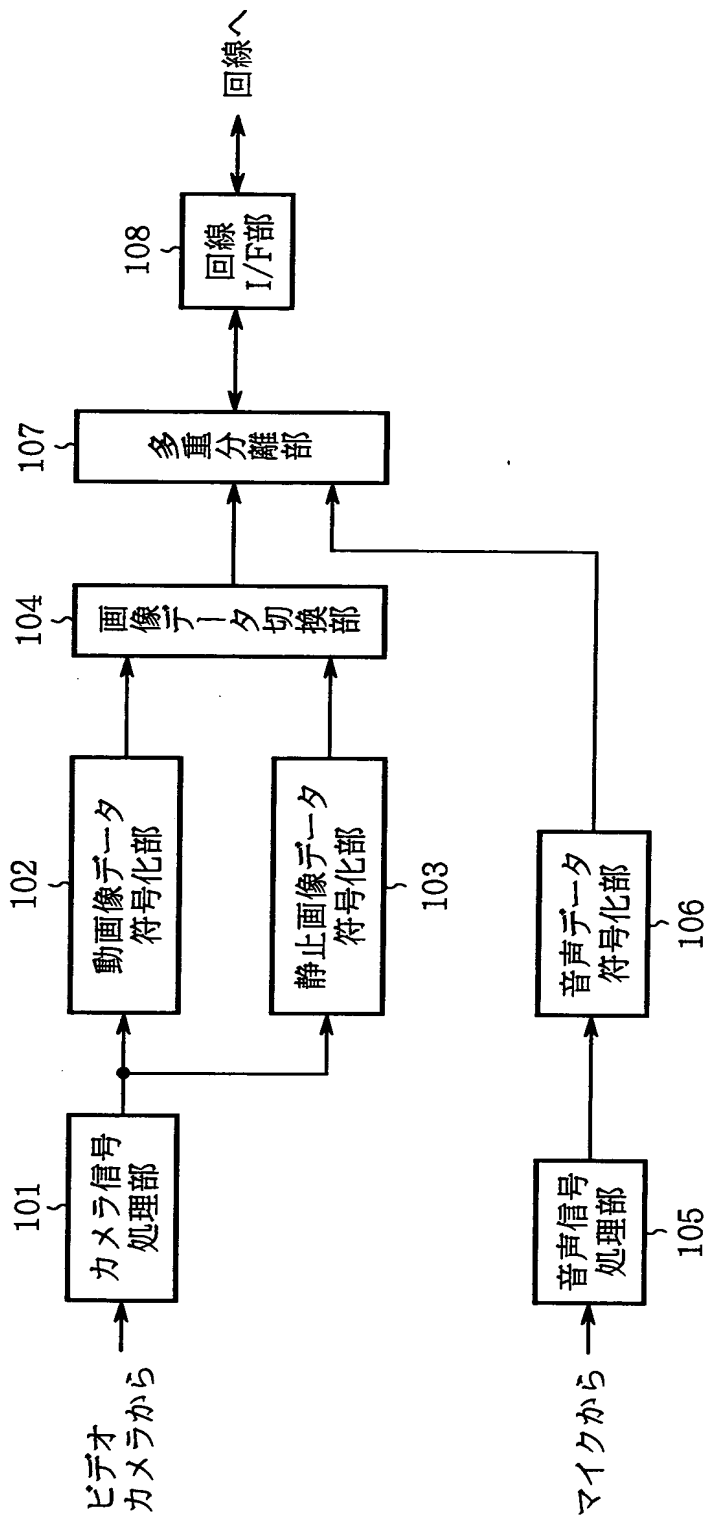 ビデオ
カメラから
101
カメラ信号
処理部
102
動画像データ
符号化部
103
静止画像データ
符号化部
104
画像データ切換部
107
多重分離部
108
回線
I/F部
回線へ
マイクから
105
音声信号
処理部
106
音声データ
符号化部